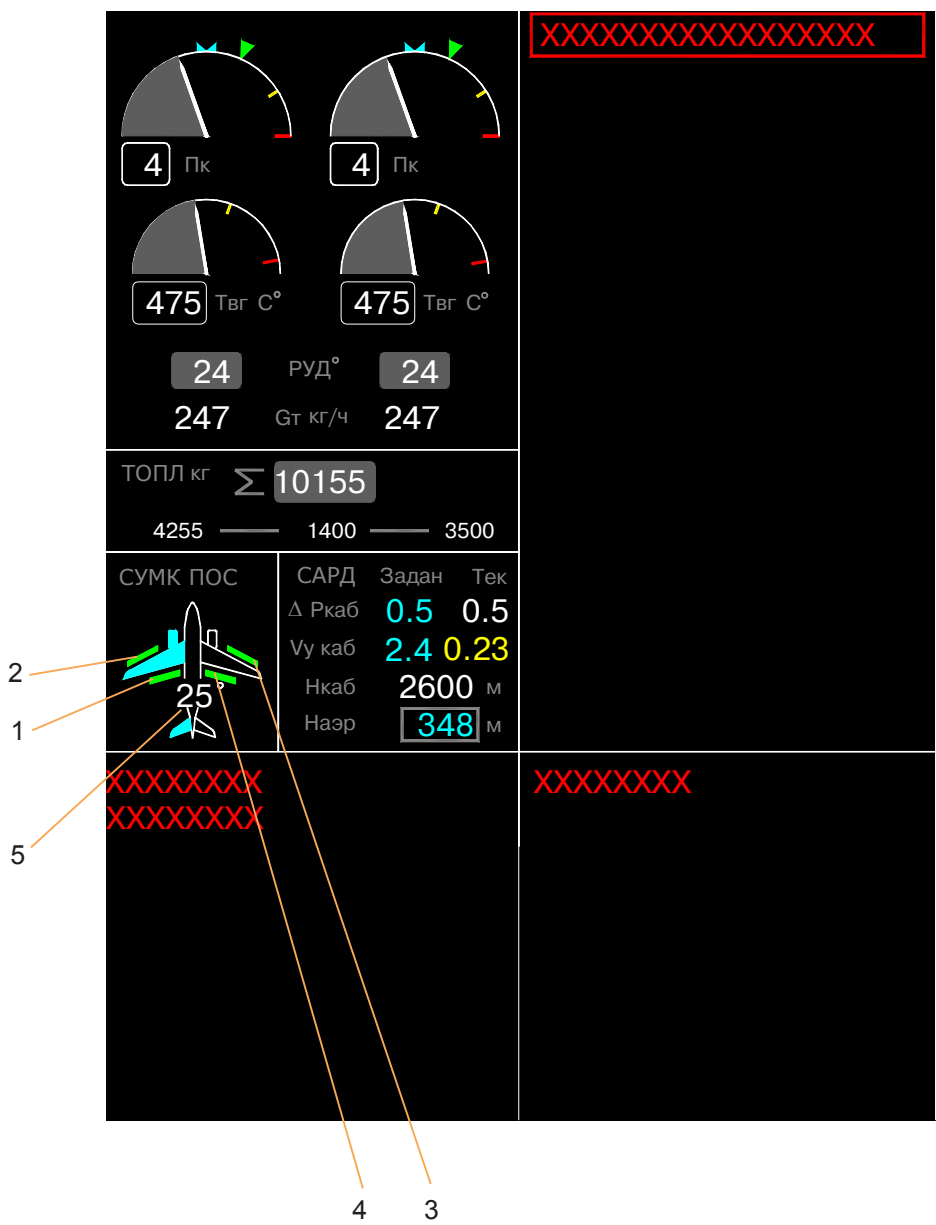 XXXXXXXXXXXXXXXXX
4 Пк 4 Пк
475 Твг С° 475 Твг С°
24 РУД° 24
247 Gт кг/ч 247
ТОПЛ кг Σ 10155
4255 1400 3500
СУМК ПОС
25°
САРД Задан Тек
Δ Ркаб 0.5 0.5
Vy каб 2.4 0.23
Нкаб 2600 м
Наэр 348 м
XXXXXXXX
XXXXXXXX
XXXXXXXX
2
1
5
4 3